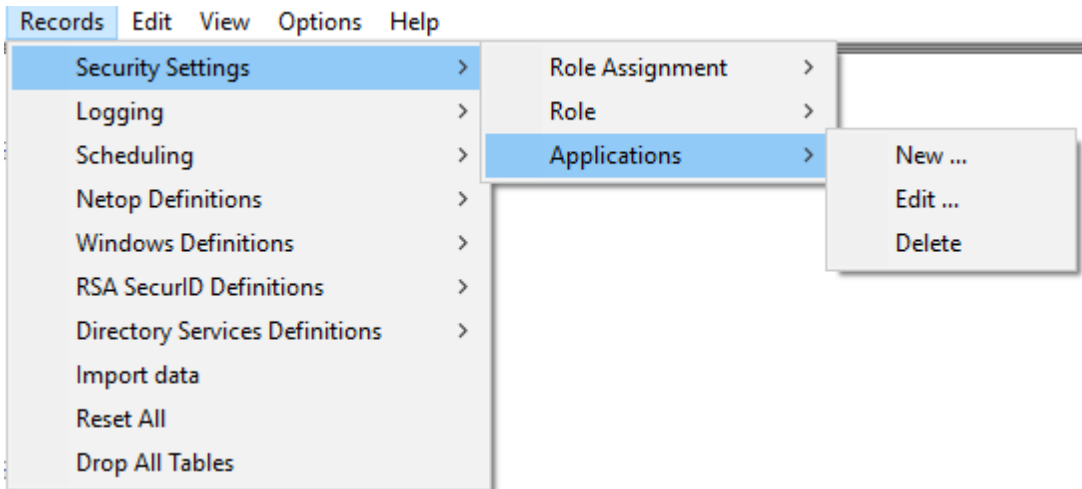 Records Edit View Options Help
Security Settings
Logging
Scheduling
Netop Definitions
Windows Definitions
RSA SecurID Definitions
Directory Services Definitions
Import data
Reset All
Drop All Tables
Role Assignment
Role
Applications
New ...
Edit ...
Delete